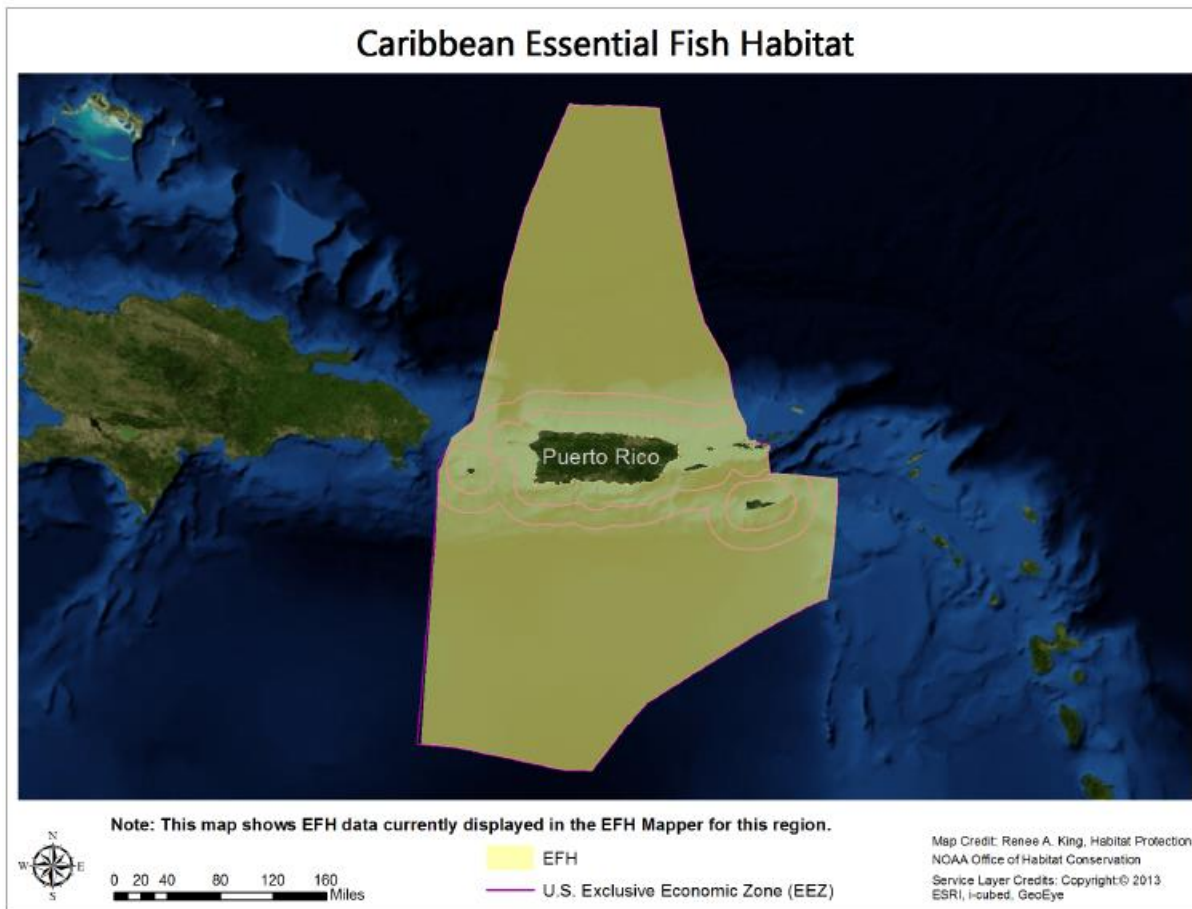 Caribbean Essential Fish Habitat
Puerto Rico
Note: This map shows EFH data currently displayed in the EFH Mapper for this region.
N
W
E
S
0 20 40 80 120 160
Miles
EFH
U.S. Exclusive Economic Zone (EEZ)
Map Credit: Renee A. King, Habitat Protection
NOAA Office of Habitat Conservation
Service Layer Credits: Copyright:© 2013
ESRI, i-cubed, GeoEye